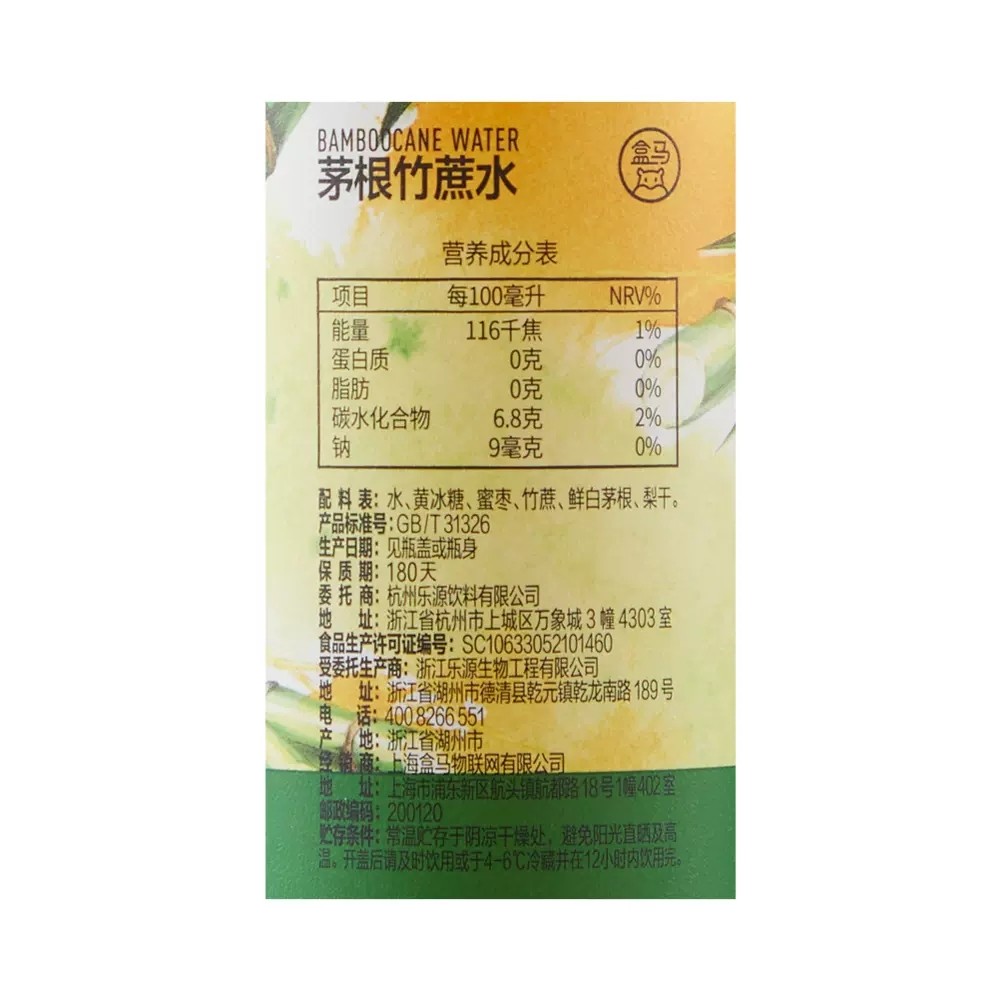 BAMBOOCANE WATER
茅根竹蔗水
盒马
营养成分表
项目 每100毫升 NRV%
能量 116千焦 1%
蛋白质 0克 0%
脂肪 0克 0%
碳水化合物 6.8克 2%
钠 9毫克 0%
配料表：水、黄冰糖、蜜枣、竹蔗、鲜白茅根、梨干。
产品标准号：GB/T 31326
生产日期：见瓶盖或瓶身
保质期：180天
委托商：杭州乐源饮料有限公司
地址：浙江省杭州市上城区万象城3幢4303室
食品生产许可证编号：SC10633052101460
受委托生产商：浙江乐源生物工程有限公司
地址：浙江省湖州市德清县乾元镇乾龙南路189号
电话：400 8266 551
产地：浙江省湖州市
经销商：上海盒马物联网有限公司
地址：上海市浦东新区航头镇航都路18号1幢402室
邮政编码：200120
贮存条件：常温贮存于阴凉干燥处，避免阳光直晒及高
温。开盖后请及时饮用或于4-6℃冷藏并在12小时内饮用完。